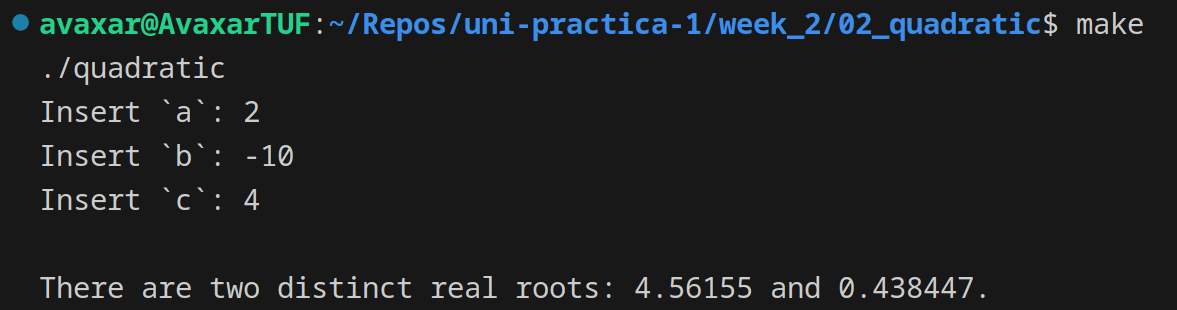 avaxar@AvaxarTUF:~/Repos/uni-practica-1/week_2/02_quadratic$ make
./quadratic
Insert `a`: 2
Insert `b`: -10
Insert `c`: 4
There are two distinct real roots: 4.56155 and 0.438447.